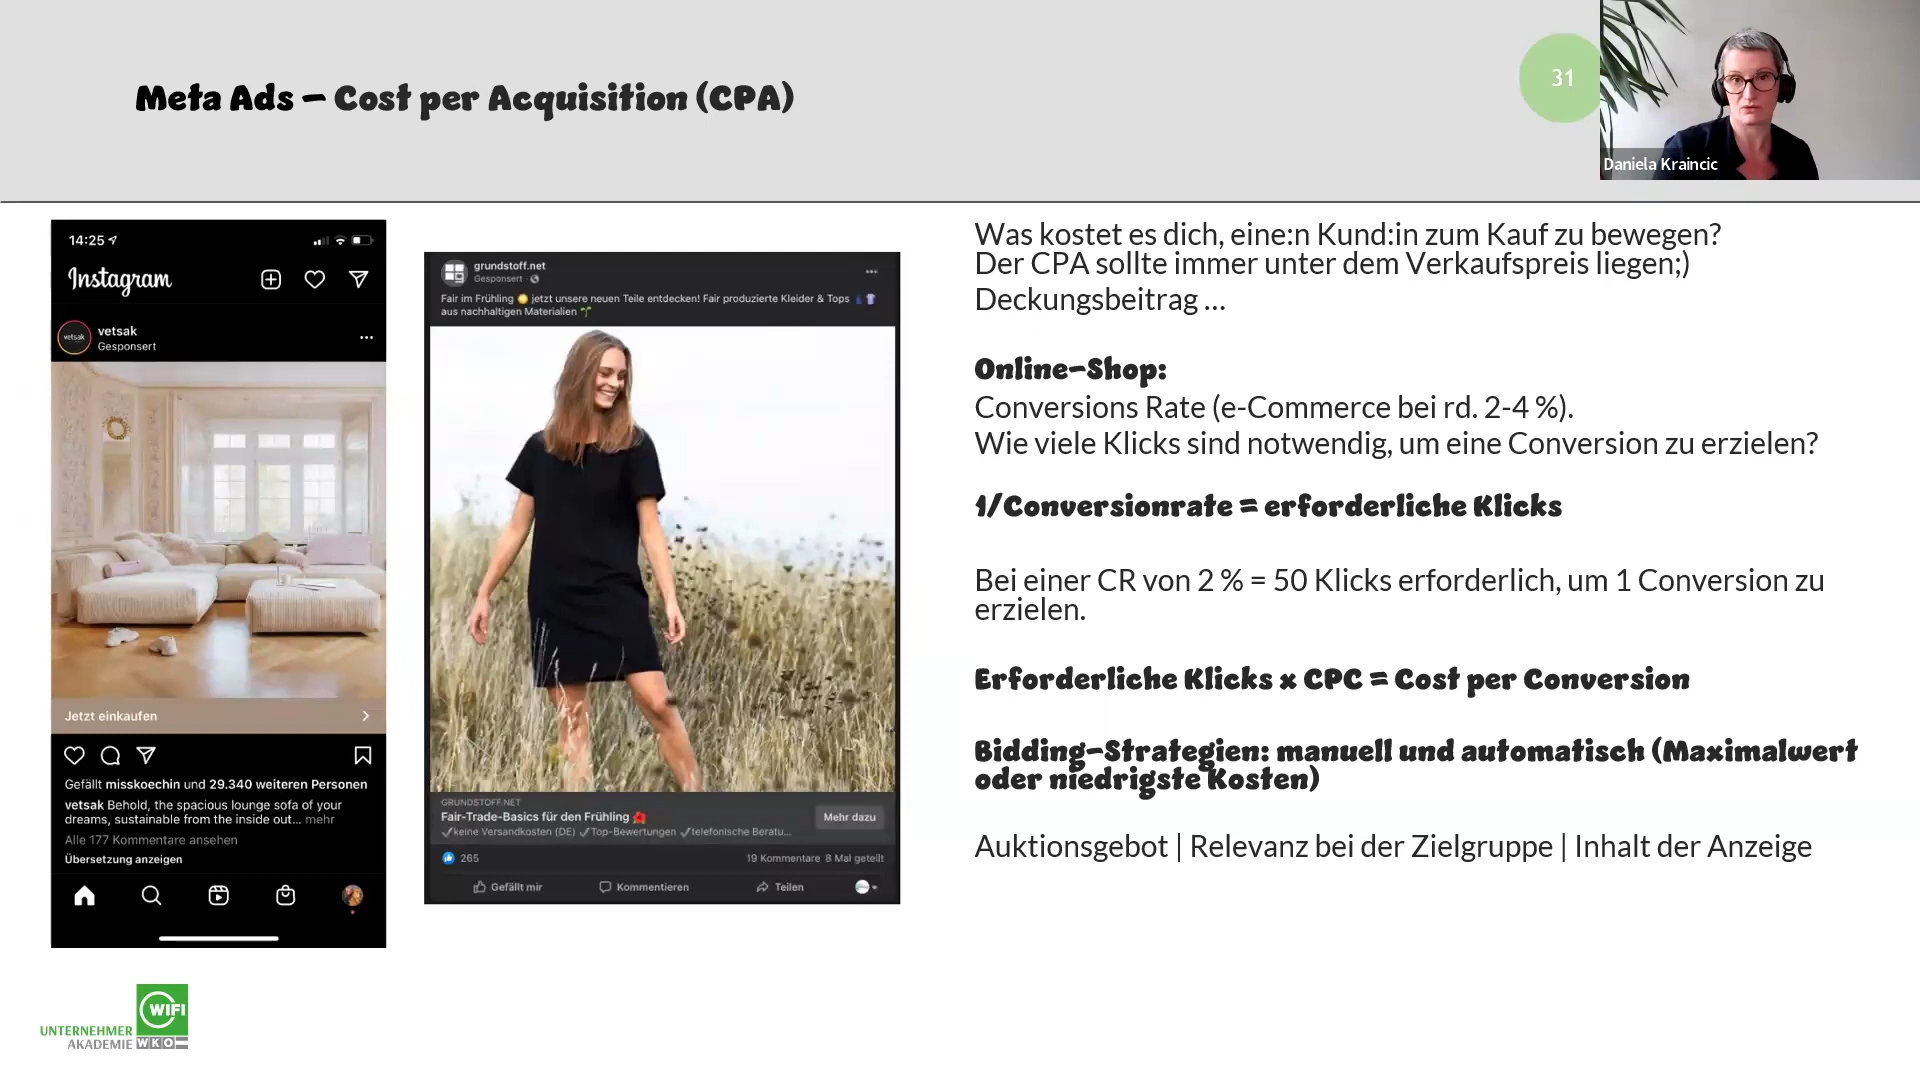 Meta Ads – Cost per Acquisition (CPA)
31
Daniela Kraincic
14:25
Instagram
vetsak
vetsak
Gesponsert
Jetzt einkaufen
Gefällt misskoechin und 29.340 weiteren Personen
vetsak Behold, the spacious lounge sofa of your
dreams, sustainable from the inside out... mehr
Alle 177 Kommentare ansehen
Übersetzung anzeigen
grundstoff.net
Gesponsert ·
Fair im Frühling 🌞 jetzt unsere neuen Teile entdecken! Fair produzierte Kleider & Tops 👗👚
aus nachhaltigen Materialien 🌱
GRUNDSTOFF.NET
Fair-Trade-Basics für den Frühling 🌺
✓keine Versandkosten (DE) ✓Top-Bewertungen ✓telefonische Beratu...
Mehr dazu
265
19 Kommentare 8 Mal geteilt
Gefällt mir
Kommentieren
Teilen
Was kostet es dich, eine:n Kund:in zum Kauf zu bewegen?
Der CPA sollte immer unter dem Verkaufspreis liegen;)
Deckungsbeitrag ...
Online-Shop:
Conversions Rate (e-Commerce bei rd. 2-4 %).
Wie viele Klicks sind notwendig, um eine Conversion zu erzielen?
1/Conversionrate = erforderliche Klicks
Bei einer CR von 2 % = 50 Klicks erforderlich, um 1 Conversion zu
erzielen.
Erforderliche Klicks x CPC = Cost per Conversion
Bidding-Strategien: manuell und automatisch (Maximalwert
oder niedrigste Kosten)
Auktionsgebot | Relevanz bei der Zielgruppe | Inhalt der Anzeige
WIFI
UNTERNEHMER
AKADEMIE WKO